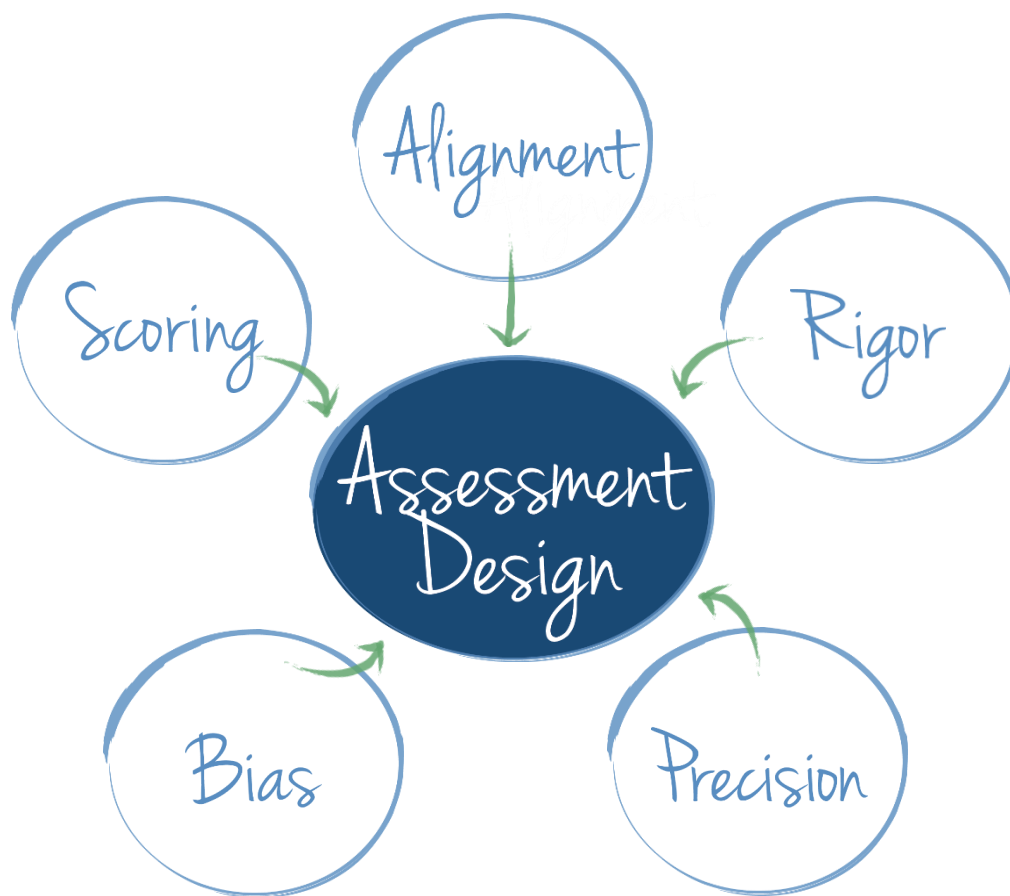 Alignment
Scoring
Rigor
Assessment
Design
Bias
Precision